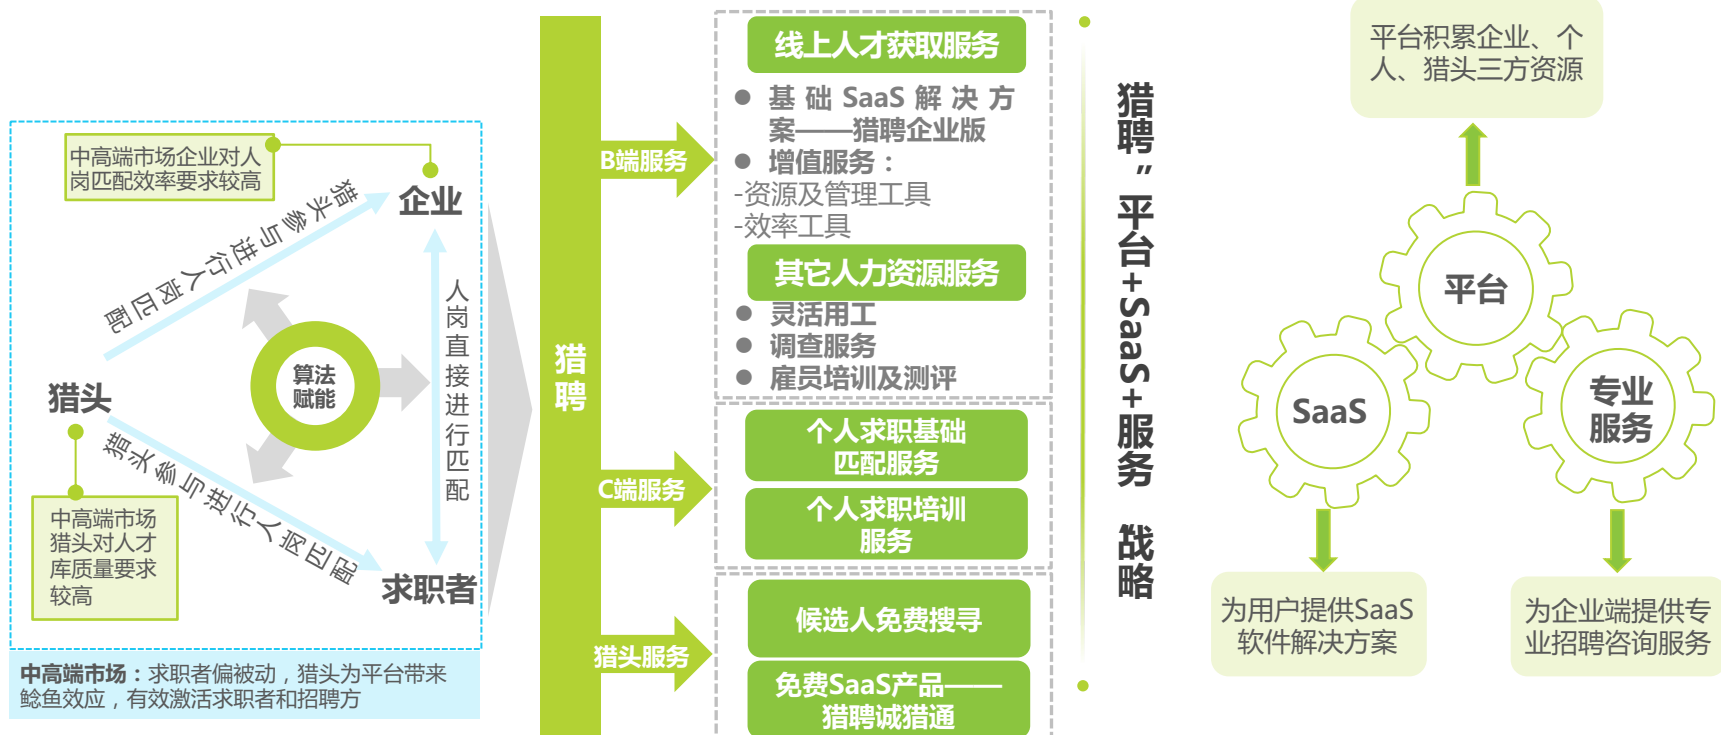 中高端市场企业对人
岗匹配效率要求较高
企业
猎头参与进行人岗匹配
人岗直接进行匹配
算法
赋能
猎头
猎头参与进行人岗匹配
中高端市场
猎头对人才
库质量要求
较高
求职者
中高端市场：求职者偏被动，猎头为平台带来
鲶鱼效应，有效激活求职者和招聘方
猎聘
B端服务
线上人才获取服务
● 基础SaaS解决方
案——猎聘企业版
● 增值服务：
-资源及管理工具
-效率工具
其它人力资源服务
● 灵活用工
● 调查服务
● 雇员培训及测评
C端服务
个人求职基础
匹配服务
个人求职培训
服务
猎头服务
候选人免费搜寻
免费SaaS产品——
猎聘诚猎通
猎聘”平台+SaaS+服务 战略
平台积累企业、个
人、猎头三方资源
平台
SaaS
专业
服务
为用户提供SaaS
软件解决方案
为企业端提供专
业招聘咨询服务